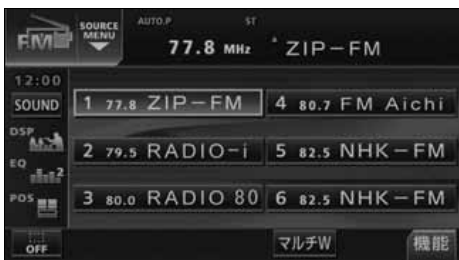 FM
SOURCE MENU
AUTO.P ST
77.8 MHz ZIP-FM
12:00
SOUND
1 77.8 ZIP-FM
4 80.7 FM Aichi
DSP
2 79.5 RADIO-i
5 82.5 NHK-FM
EQ
POS
3 80.0 RADIO 80
6 82.5 NHK-FM
OFF
マルチW
機能